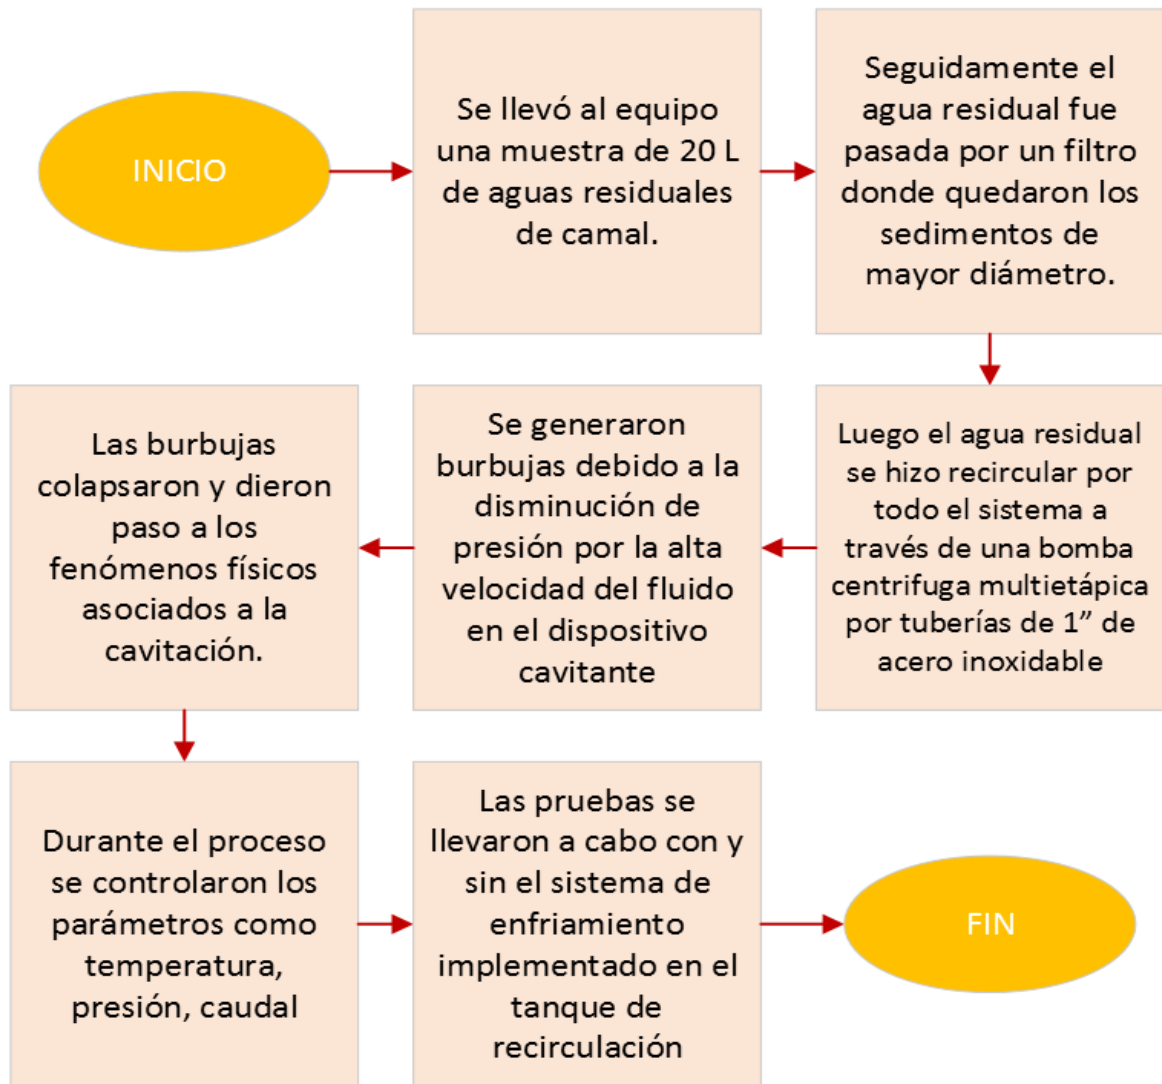 INICIO
Se llevó al equipo
una muestra de 20 L
de aguas residuales
de camal.
Seguidamente el
agua residual fue
pasada por un filtro
donde quedaron los
sedimentos de
mayor diámetro.
Luego el agua residual
se hizo recircular por
todo el sistema a
través de una bomba
centrifuga multietápica
por tuberías de 1” de
acero inoxidable
Se generaron
burbujas debido a la
disminución de
presión por la alta
velocidad del fluido
en el dispositivo
cavitante
Las burbujas
colapsaron y dieron
paso a los
fenómenos físicos
asociados a la
cavitación.
Durante el proceso
se controlaron los
parámetros como
temperatura,
presión, caudal
Las pruebas se
llevaron a cabo con y
sin el sistema de
enfriamiento
implementado en el
tanque de
recirculación
FIN